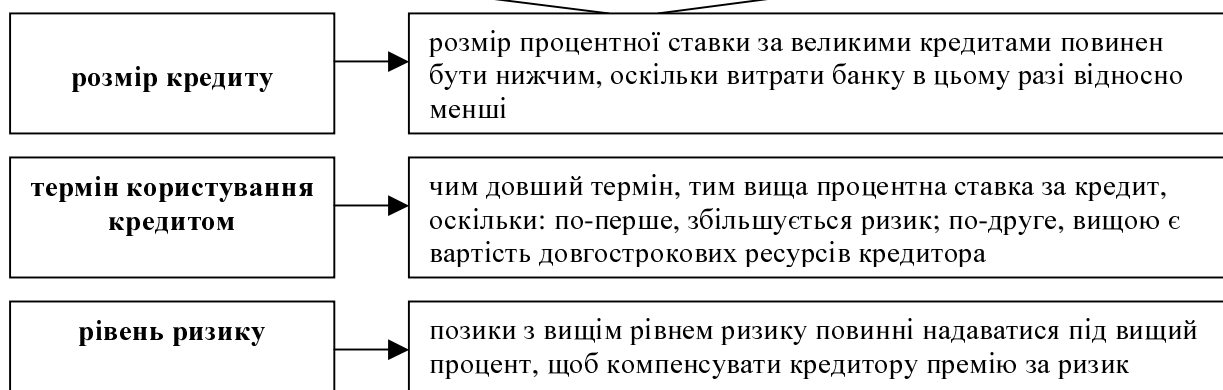 розмір кредиту
розмір процентної ставки за великими кредитами повинен
бути нижчим, оскільки витрати банку в цьому разі відносно
менші
термін користування
кредитом
чим довший термін, тим вища процентна ставка за кредит,
оскільки: по-перше, збільшується ризик; по-друге, вищою є
вартість довгострокових ресурсів кредитора
рівень ризику
позики з вищім рівнем ризику повинні надаватися під вищий
процент, щоб компенсувати кредитору премію за ризик